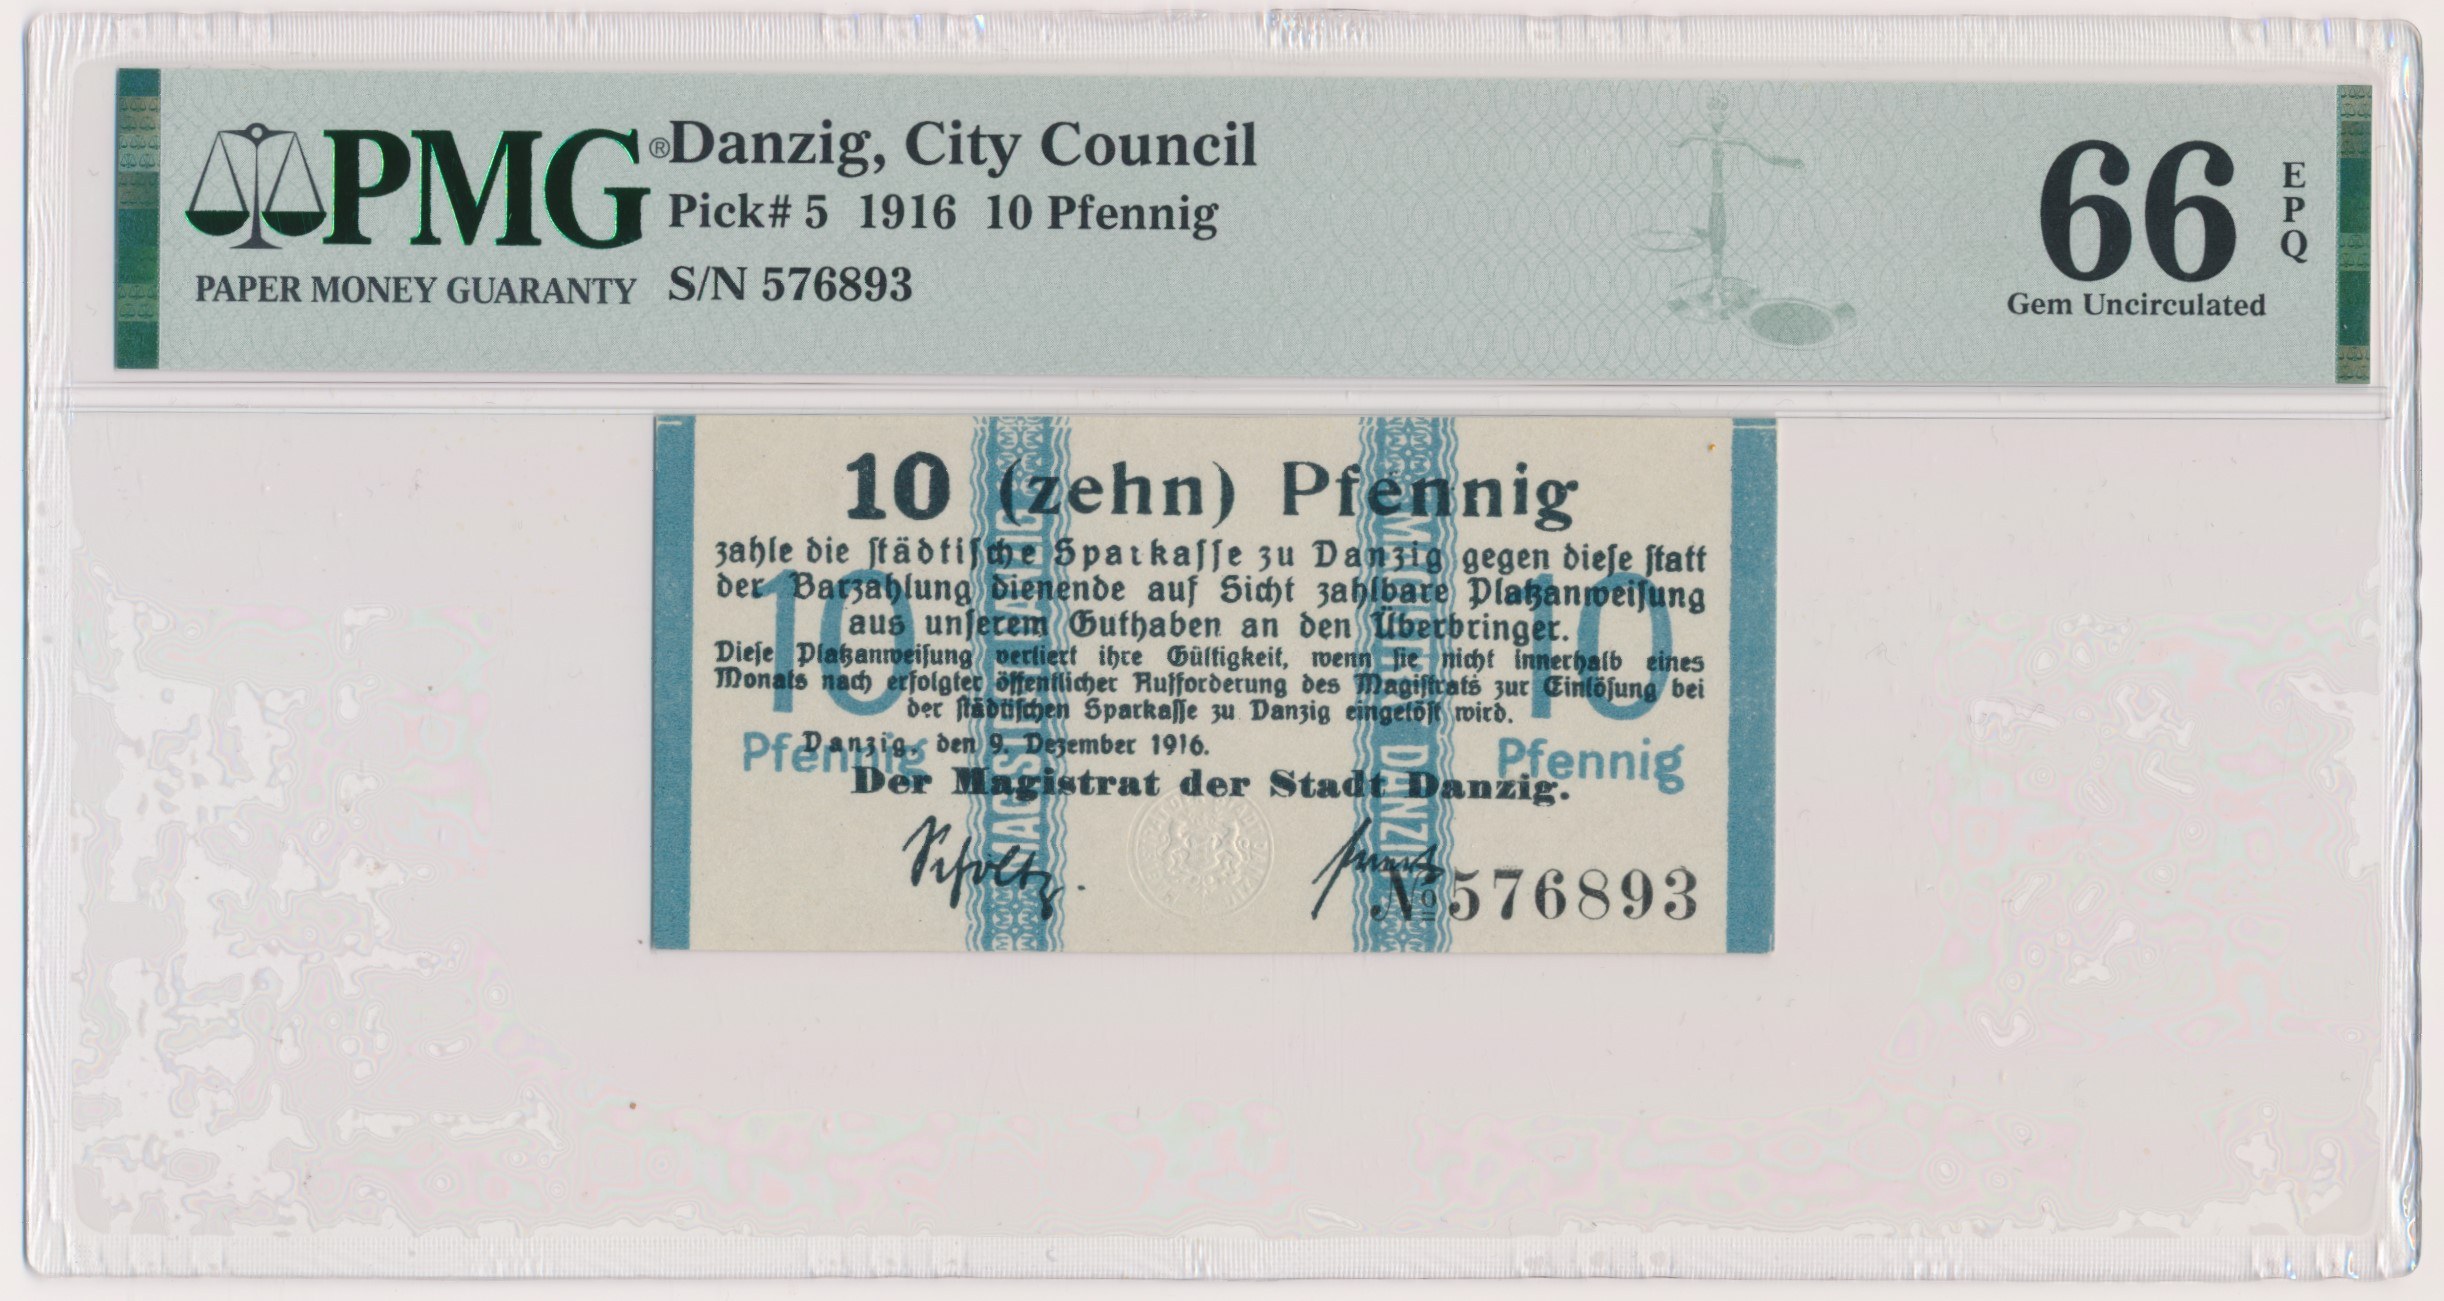 PMG®
PAPER MONEY GUARANTY
Danzig, City Council
Pick# 5 1916 10 Pfennig
S/N 576893
66
EPQ
Gem Uncirculated
10 (zehn) Pfennig
zahle die ſtädtiſche Sparkaſſe zu Danzig gegen dieſe ſtatt
der Barzahlung dienende auf Sicht zahlbare Platzanweiſung
aus unſerem Guthaben an den Überbringer.
Dieſe Platzanweiſung verliert ihre Gültigkeit, wenn ſie nicht innerhalb eines
Monats nach erfolgter öffentlicher Aufforderung des Magiſtrats zur Einlöſung bei
der ſtädtiſchen Sparkaſſe zu Danzig eingelöſt wird.
Danzig, den 9. Dezember 1916.
Der Magistrat der Stadt Danzig.
10
Pfennig
10
Pfennig
DANZIG
Scholtz.
№ 576893